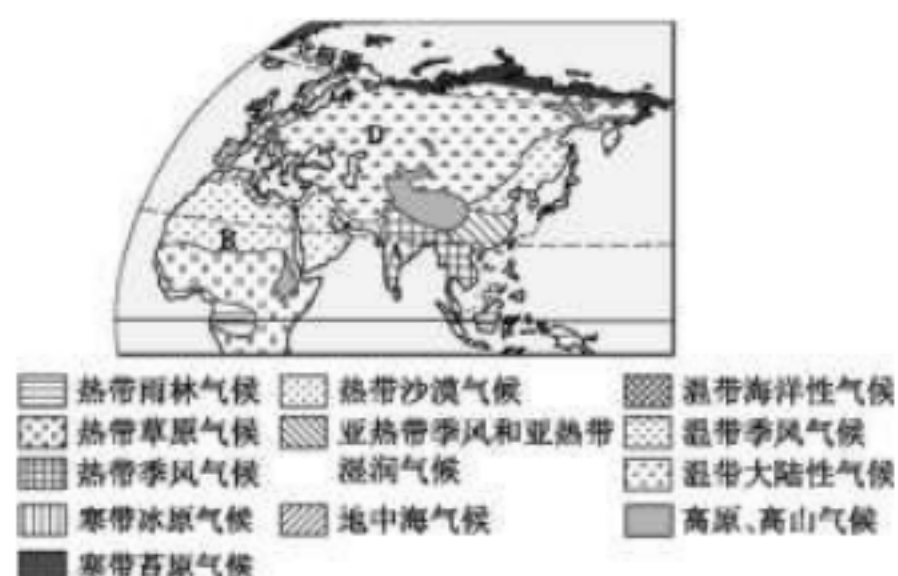 D
热带雨林气候 热带沙漠气候 温带海洋性气候
热带草原气候 亚热带季风和亚热带 温带季风气候
热带季风气候 湿润气候 温带大陆性气候
寒带冰原气候 地中海气候 高原、高山气候
寒带苔原气候